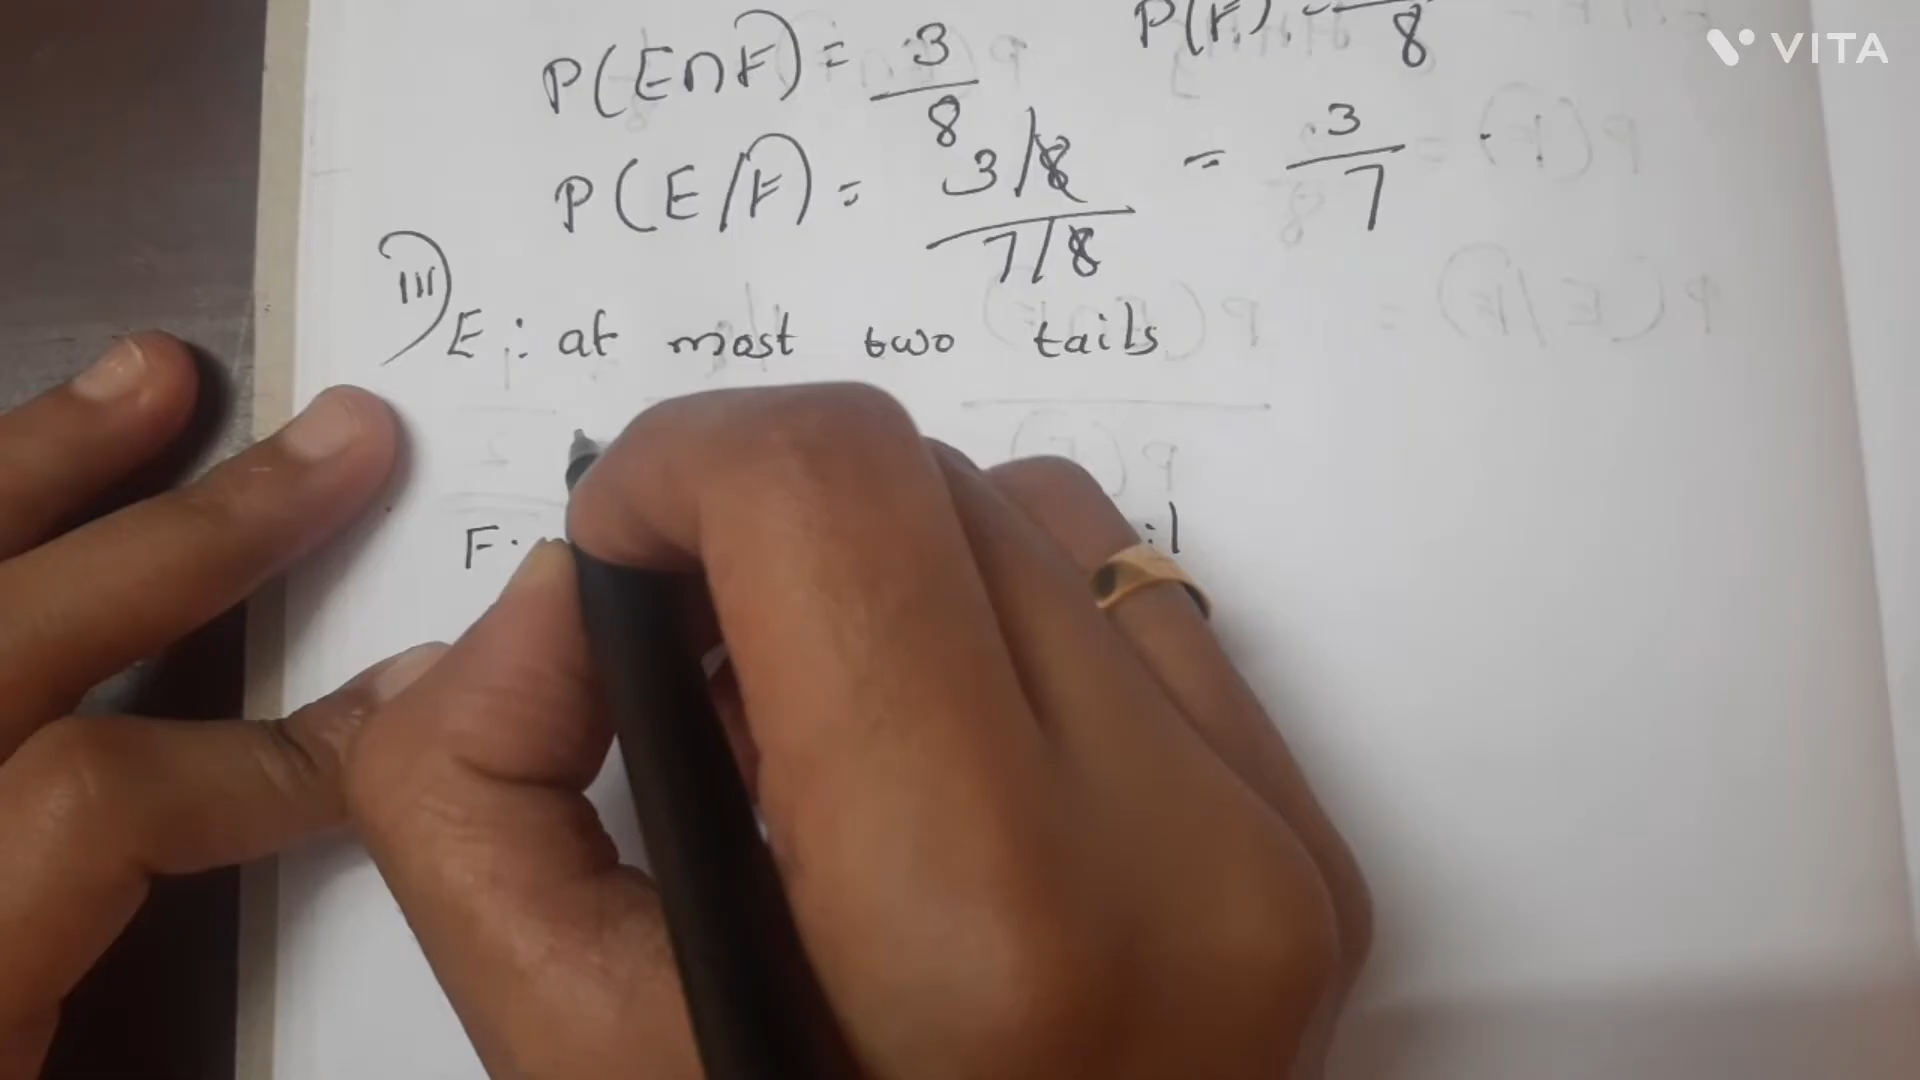 P(E∩F) = 3/8
P(F) = /8
VITA
P(E/F) = 3/8 / 7/8 = 3/7
III)
E : at most two tails
F :